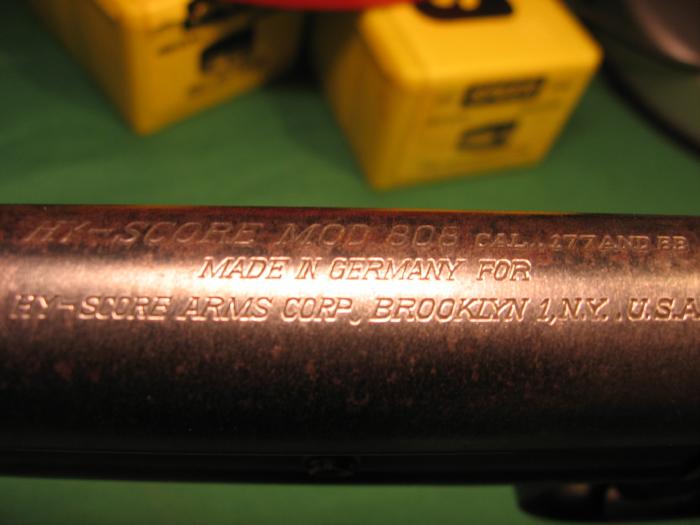 HY-SCORE MOD 808 CAL. .177 AND BB
MADE IN GERMANY FOR
HY-SCORE ARMS CORP., BROOKLYN 1, N.Y. U.S.A